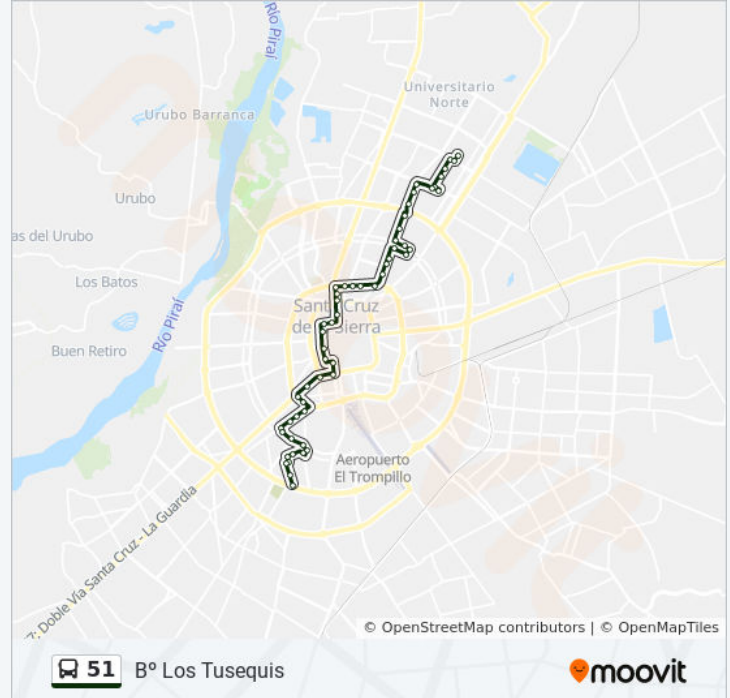 Río Piraí
Universitario
Norte
Urubo Barranca
Urubo
as del Urubo
Los Batos
Santa Cruz
de Sierra
Río Piraí
Buen Retiro
Aeropuerto
El Trompillo
7: Doble Vía Santa Cruz - La Guardia
© OpenStreetMap contributors | © OpenMapTiles
51 Bº Los Tusequis
moovit